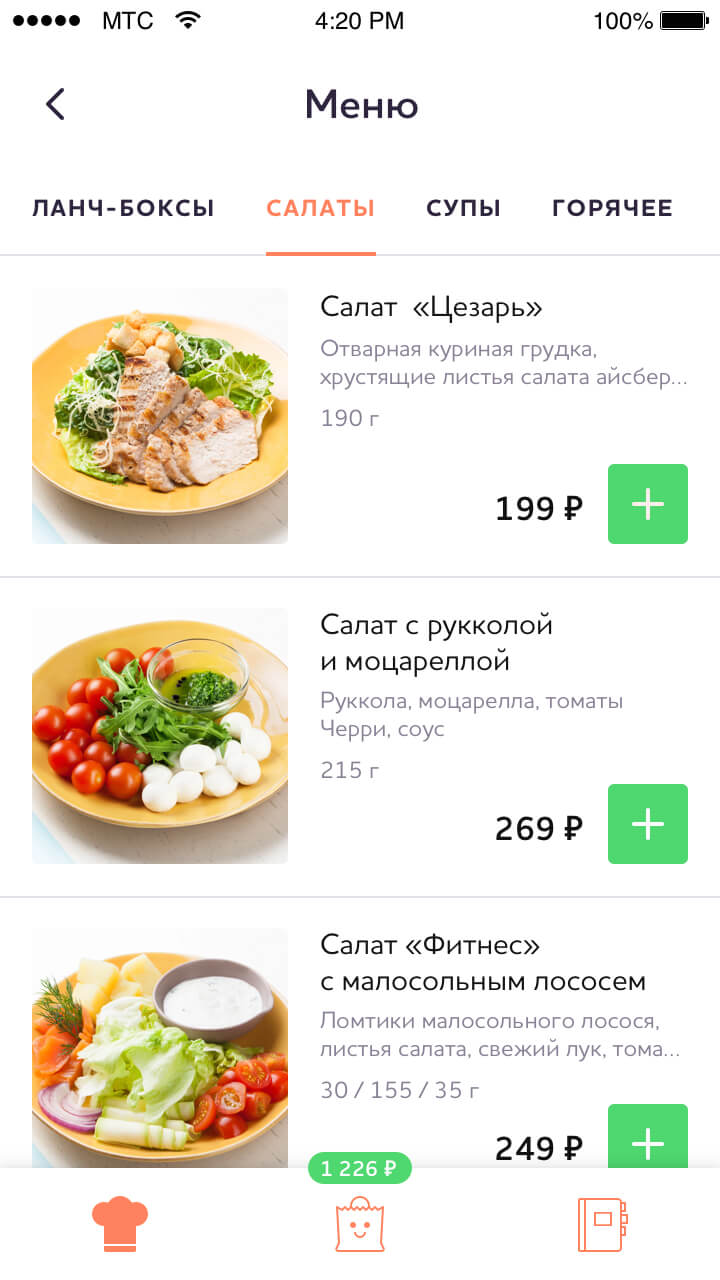 МТС 4:20 PM 100%
Меню
ЛАНЧ-БОКСЫ САЛАТЫ СУПЫ ГОРЯЧЕЕ
Салат «Цезарь»
Отварная куриная грудка,
хрустящие листья салата айсбер...
190 г
199 ₽
Салат с рукколой
и моцареллой
Руккола, моцарелла, томаты
Черри, соус
215 г
269 ₽
Салат «Фитнес»
с малосольным лососем
Ломтики малосольного лосося,
листья салата, свежий лук, тома...
30 / 155 / 35 г
249 ₽
1 226 ₽